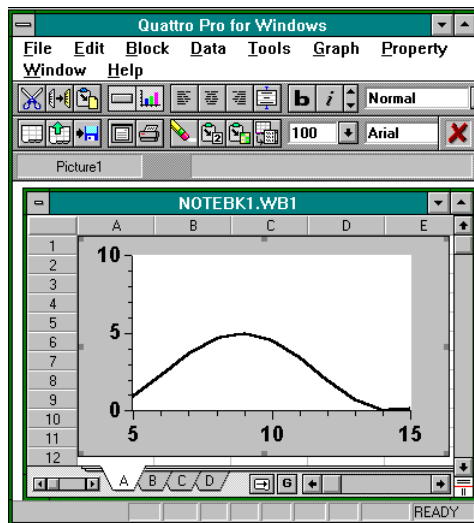 Quattro Pro for Windows
File Edit Block Data Tools Graph Property
Window Help
b i Normal
100 Arial
Picture1
NOTEBK1.WB1
A B C D E
1
2
3
4
5
6
7
8
9
10
11
12
10
5
0
5 10 15
A B C D G
READY